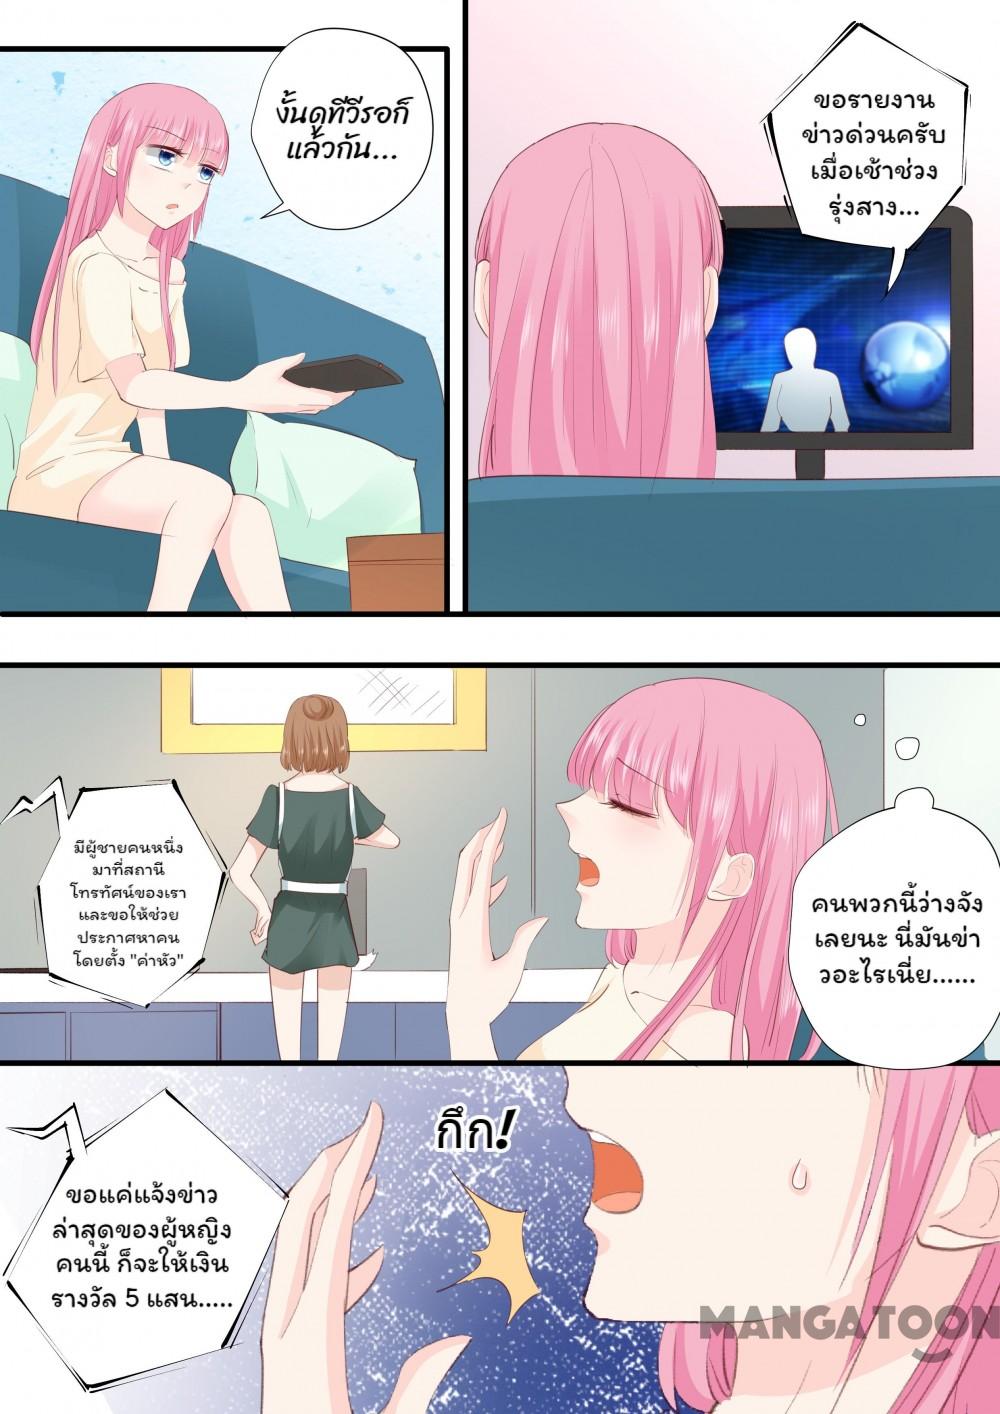 งั้นดูทีวีรอก็
แล้วกัน...
ขอรายงาน
ข่าวด่วนครับ
เมื่อเช้าช่วง
รุ่งสาง...
มีผู้ชายคนหนึ่ง
มาที่สถานี
โทรทัศน์ของเรา
และขอให้ช่วย
ประกาศหาคน
โดยตั้ง "ค่าหัว"
คนพวกนี้ว่างจัง
เลยนะ นี่มันข่า
วอะไรเนี่ย......
กึก!
ขอแค่แจ้งข่าว
ล่าสุดของผู้หญิง
คนนี้ ก็จะให้เงิน
รางวัล 5 แสน.....
MANGATOON